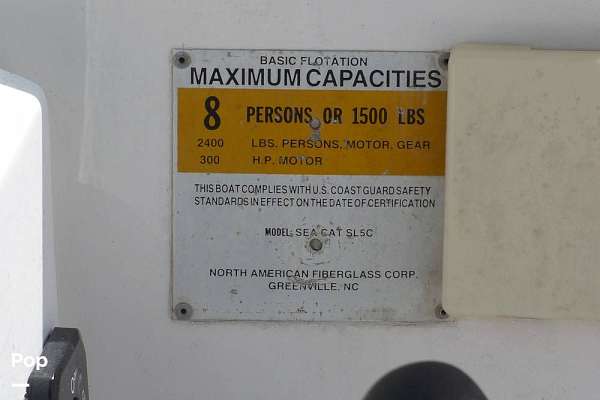 BASIC FLOTATION
MAXIMUM CAPACITIES
8 PERSONS OR 1500 LBS
2400 LBS. PERSONS, MOTOR, GEAR
300 H.P. MOTOR
THIS BOAT COMPLIES WITH U.S. COAST GUARD SAFETY
STANDARDS IN EFFECT ON THE DATE OF CERTIFICATION
MODEL: SEA CAT SL5C
NORTH AMERICAN FIBERGLASS CORP.
GREENVILLE, NC
Pop